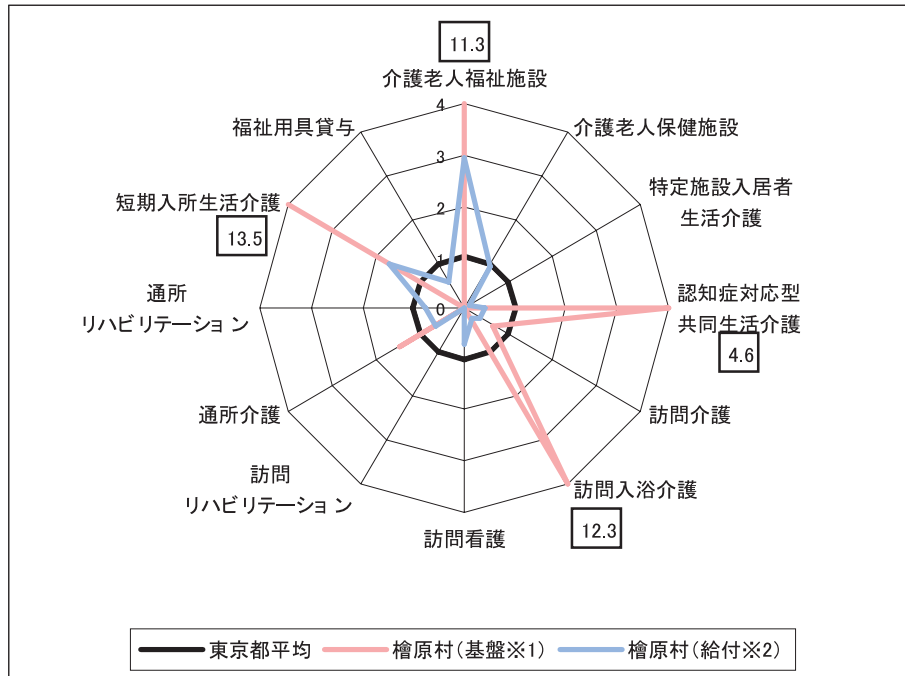 11.3
介護老人福祉施設
福祉用具貸与
介護老人保健施設
短期入所生活介護
13.5
特定施設入居者
生活介護
通所
リハビリテーション
認知症対応型
共同生活介護
4.6
通所介護
訪問介護
訪問
リハビリテーション
訪問入浴介護
12.3
訪問看護
4
3
2
1
0
東京都平均
檜原村(基盤※1)
檜原村(給付※2)